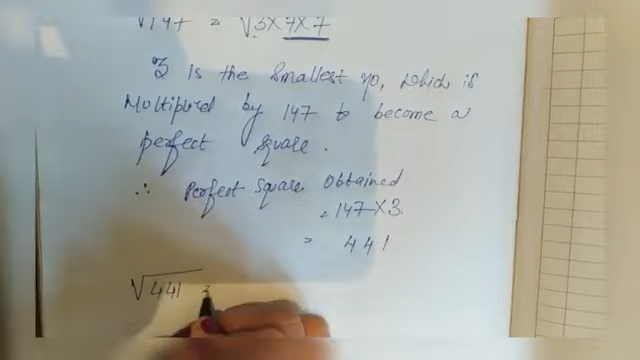 √147 = √3×7×7
3 is the smallest no, which is
multiplied by 147 to become a
perfect square.
∴ Perfect square obtained
= 147×3
= 441
√441